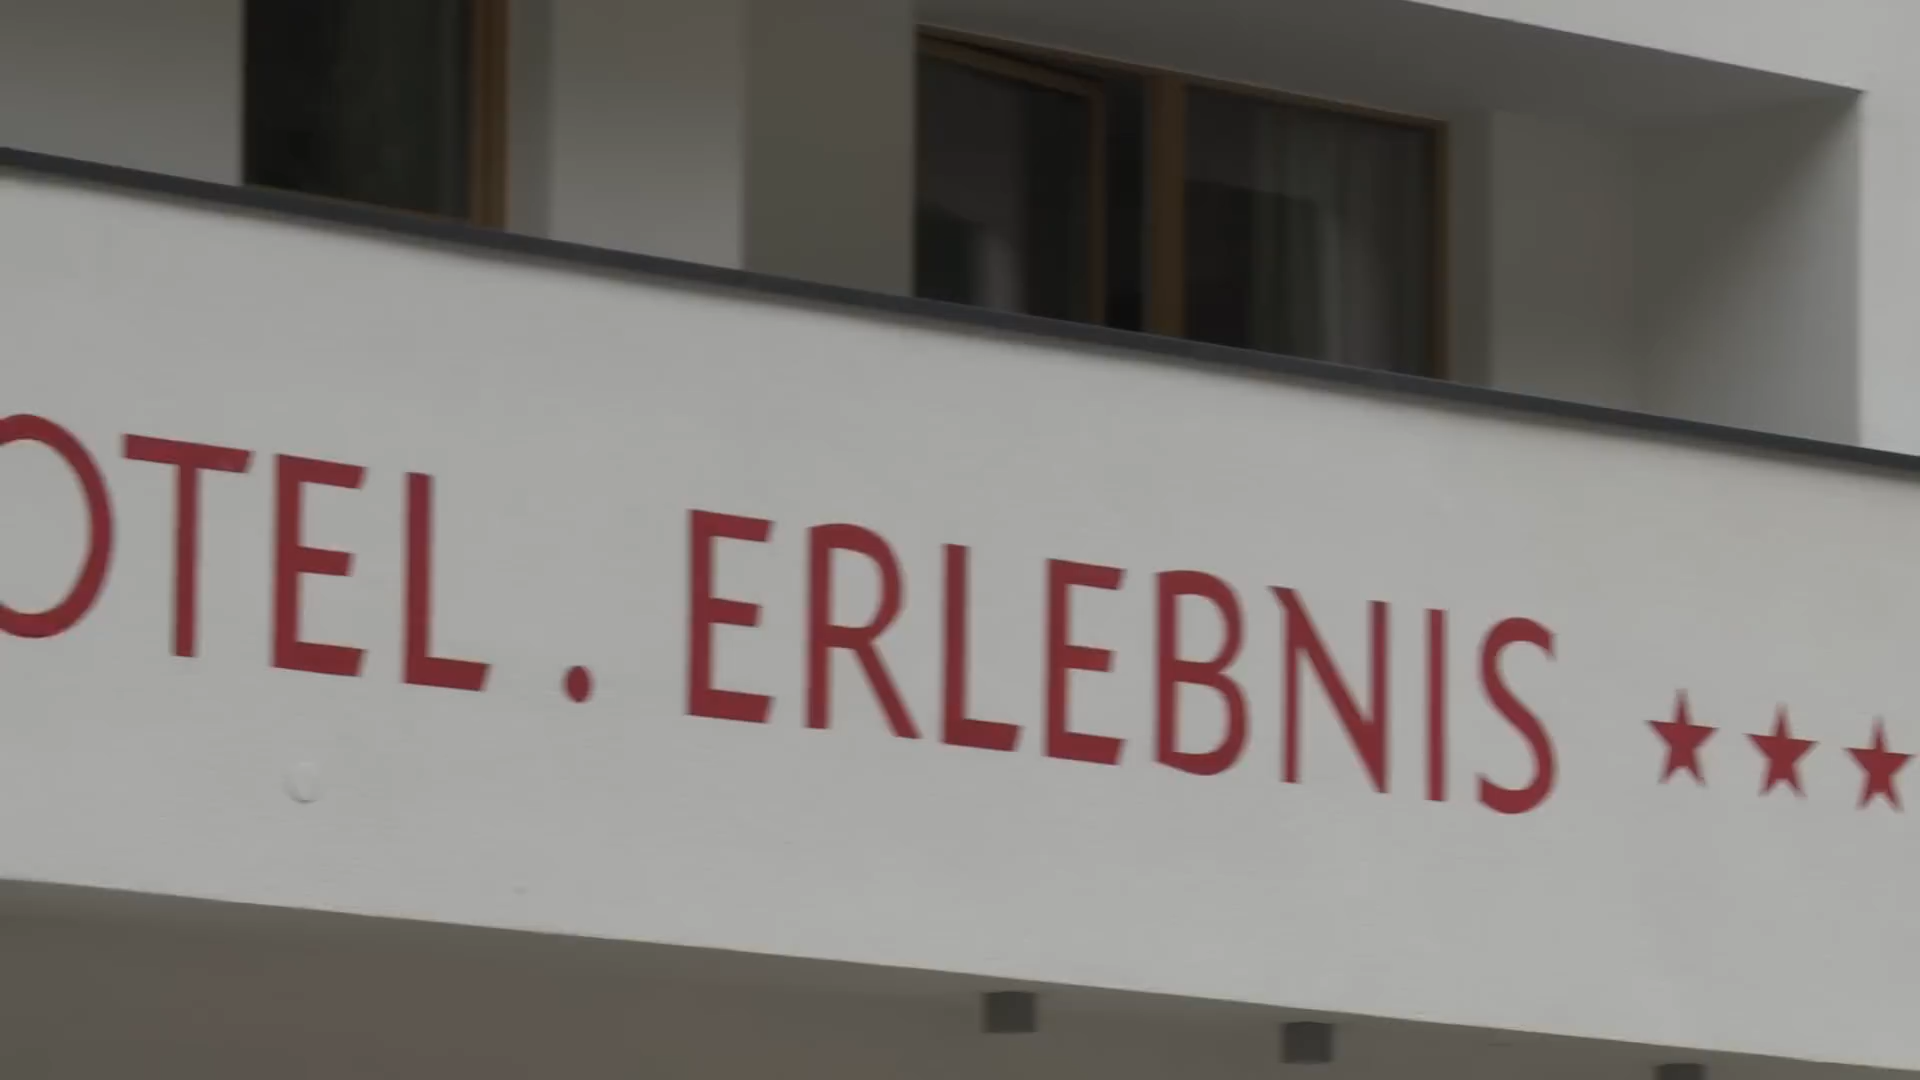 OTEL . ERLEBNIS ★★★